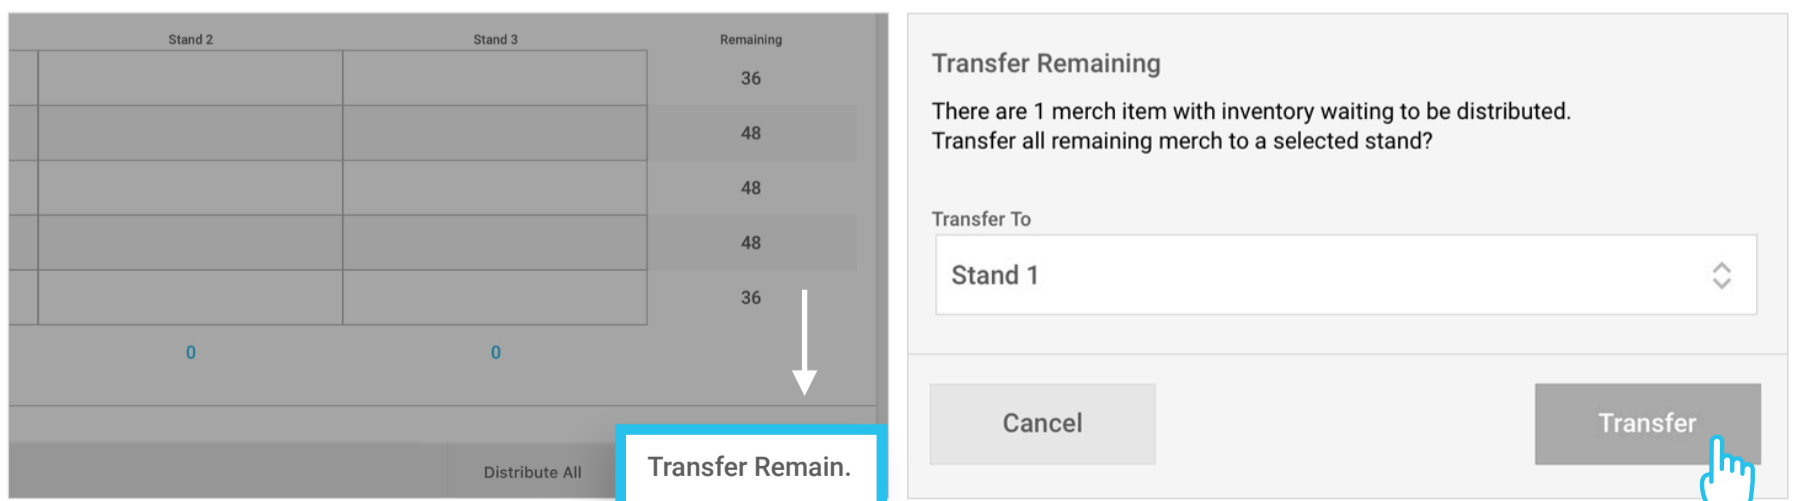 Stand 2 Stand 3 Remaining
36
48
48
48
36
0 0
Distribute All Transfer Remain.
Transfer Remaining
There are 1 merch item with inventory waiting to be distributed.
Transfer all remaining merch to a selected stand?
Transfer To
Stand 1
Cancel Transfer